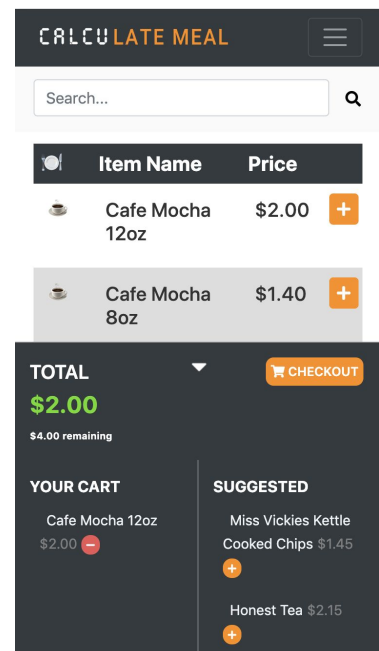 CALCULATE MEAL
Search...
Item Name Price
Cafe Mocha $2.00 +
12oz
Cafe Mocha $1.40 +
8oz
TOTAL CHECKOUT
$2.00
$4.00 remaining
YOUR CART
Cafe Mocha 12oz
$2.00 −
SUGGESTED
Miss Vickies Kettle
Cooked Chips $1.45
+
Honest Tea $2.15
+